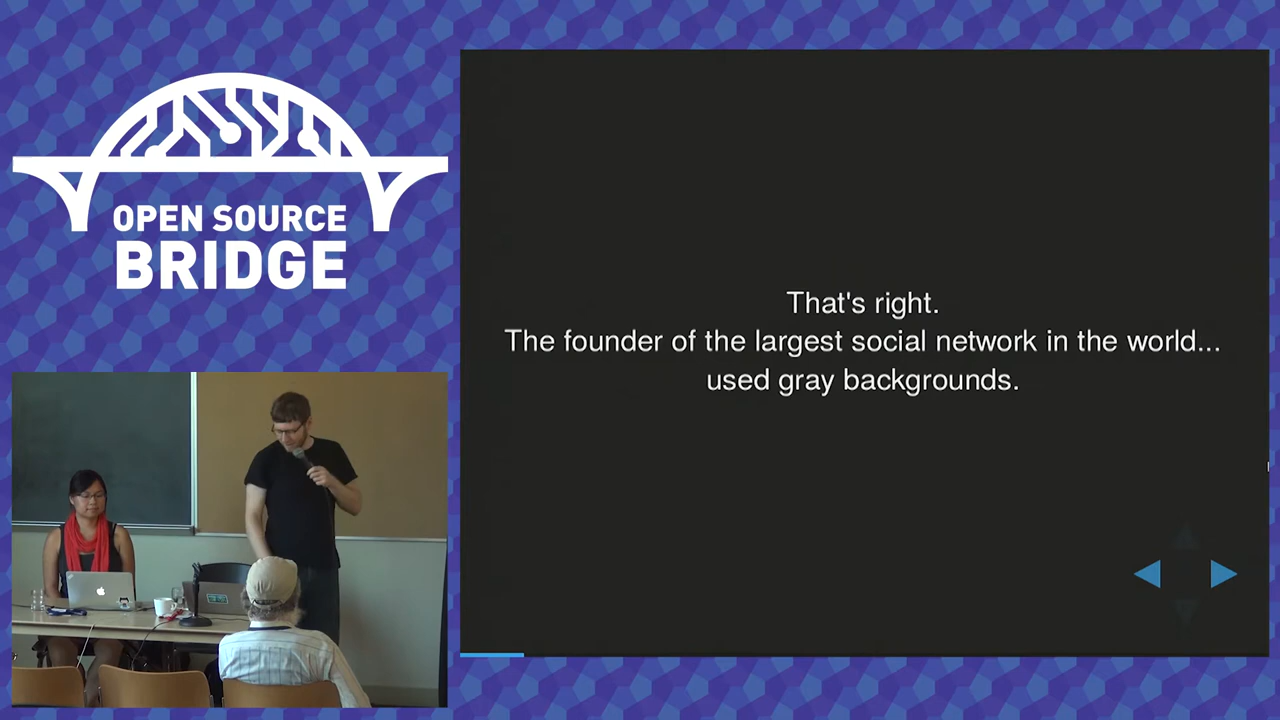 OPEN SOURCE
BRIDGE
That's right.
The founder of the largest social network in the world...
used gray backgrounds.